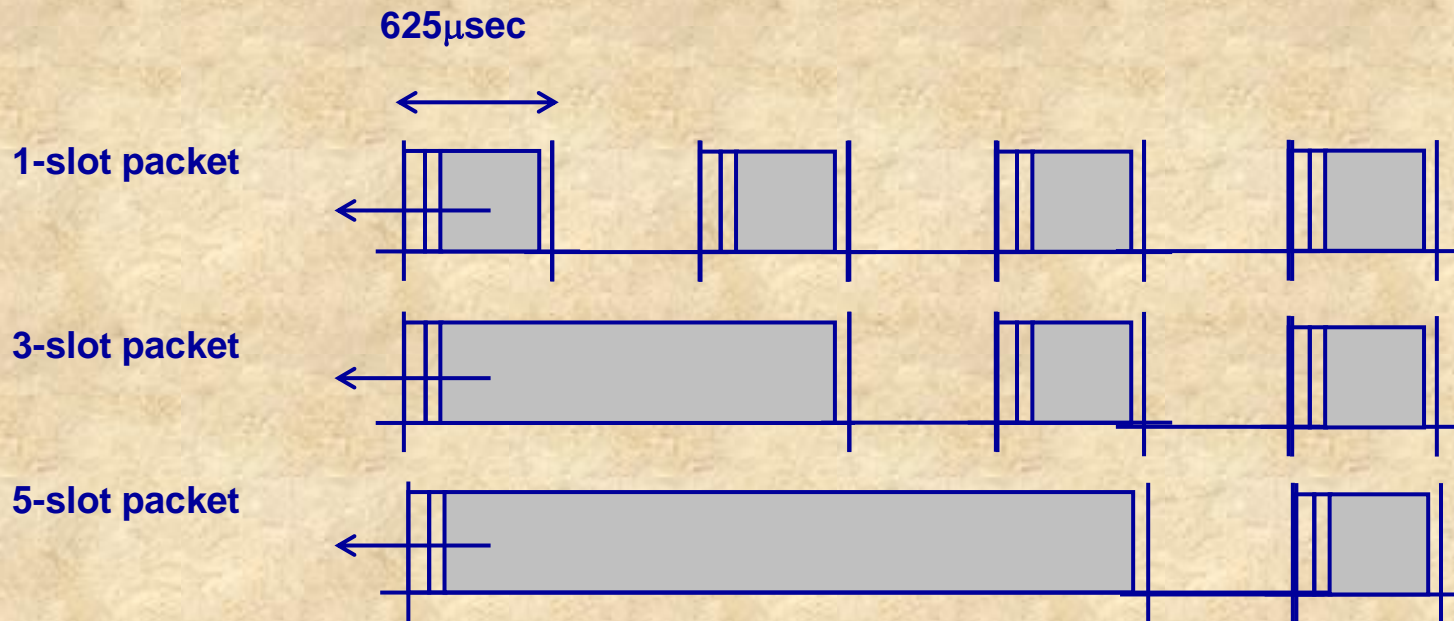 625μsec
1-slot packet
3-slot packet
5-slot packet